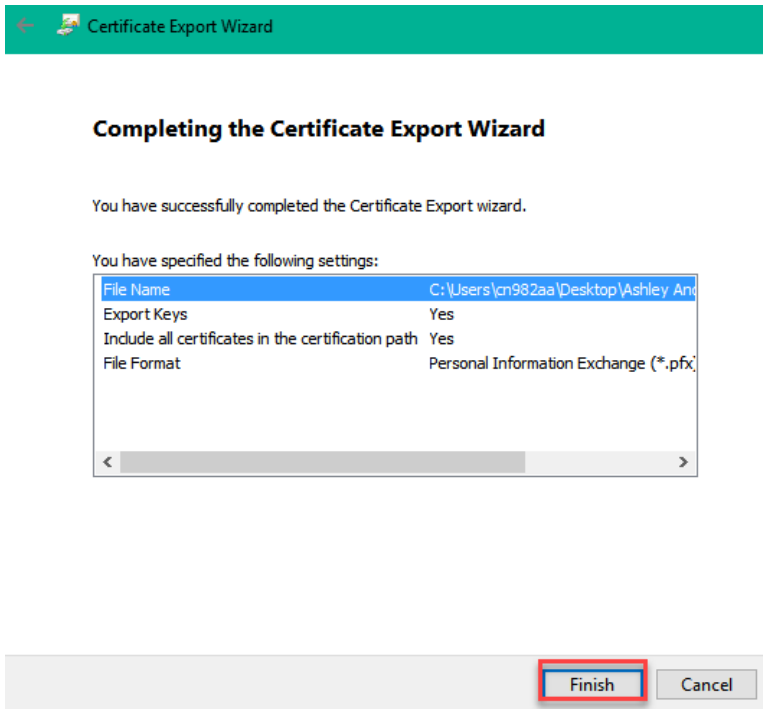 Certificate Export Wizard
Completing the Certificate Export Wizard
You have successfully completed the Certificate Export wizard.
You have specified the following settings:
File Name C:\Users\cn982aa\Desktop\Ashley And
Export Keys Yes
Include all certificates in the certification path Yes
File Format Personal Information Exchange (*.pfx)
Finish Cancel